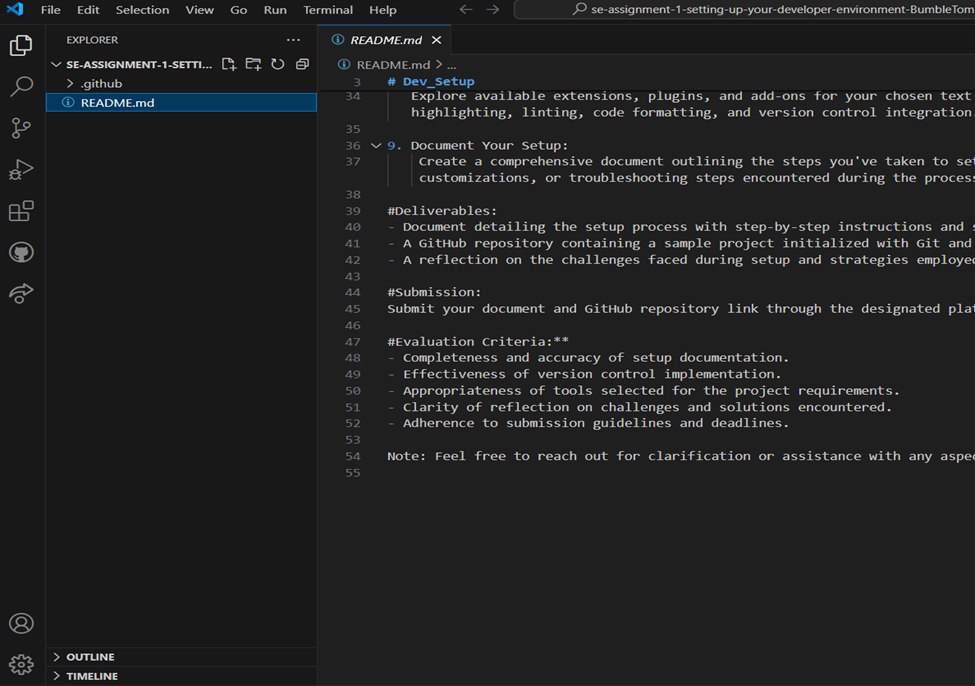 File Edit Selection View Go Run Terminal Help se-assignment-1-setting-up-your-developer-environment-BumbleTom
EXPLORER ...
SE-ASSIGNMENT-1-SETTI...
.github
README.md
README.md
README.md > ...
3 # Dev_Setup
34 Explore available extensions, plugins, and add-ons for your chosen text
highlighting, linting, code formatting, and version control integration.
35
36 9. Document Your Setup:
37 Create a comprehensive document outlining the steps you've taken to set
customizations, or troubleshooting steps encountered during the process
38
39 #Deliverables:
40 - Document detailing the setup process with step-by-step instructions and s
41 - A GitHub repository containing a sample project initialized with Git and
42 - A reflection on the challenges faced during setup and strategies employed
43
44 #Submission:
45 Submit your document and GitHub repository link through the designated plat
46
47 #Evaluation Criteria:**
48 - Completeness and accuracy of setup documentation.
49 - Effectiveness of version control implementation.
50 - Appropriateness of tools selected for the project requirements.
51 - Clarity of reflection on challenges and solutions encountered.
52 - Adherence to submission guidelines and deadlines.
53
54 Note: Feel free to reach out for clarification or assistance with any aspec
55
OUTLINE
TIMELINE